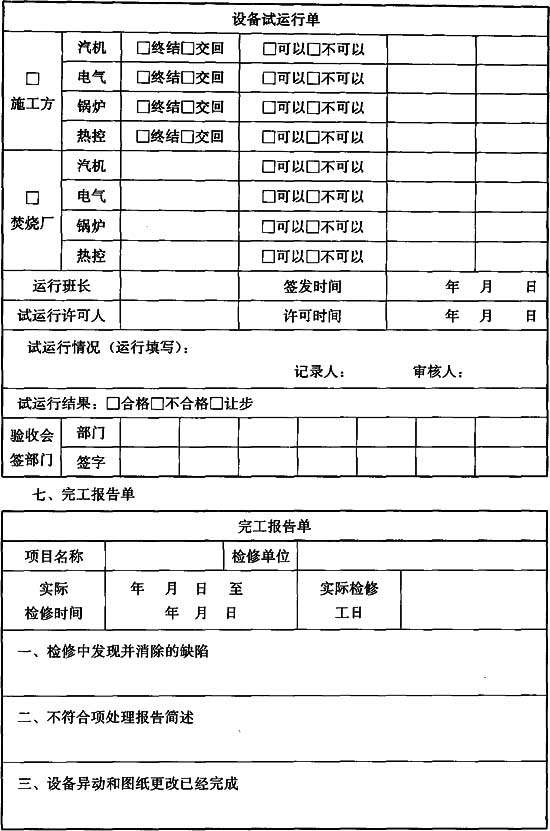 设备试运行单
汽机 □终结□交回 □可以□不可以
□ 电气 □终结□交回 □可以□不可以
施工方 锅炉 □终结□交回 □可以□不可以
热控 □终结□交回 □可以□不可以
汽机 □可以□不可以
□ 电气 □可以□不可以
焚烧厂 锅炉 □可以□不可以
热控 □可以□不可以
运行班长 签发时间 年 月 日
试运行许可人 许可时间 年 月 日
试运行情况（运行填写）：
记录人： 审核人：
试运行结果：□合格□不合格□让步
验收会 部门
签部门 签字
七、完工报告单
完工报告单
项目名称 检修单位
实际 年 月 日 至 实际检修
检修时间 年 月 日 工日
一、检修中发现并消除的缺陷
二、不符合项处理报告简述
三、设备异动和图纸更改已经完成